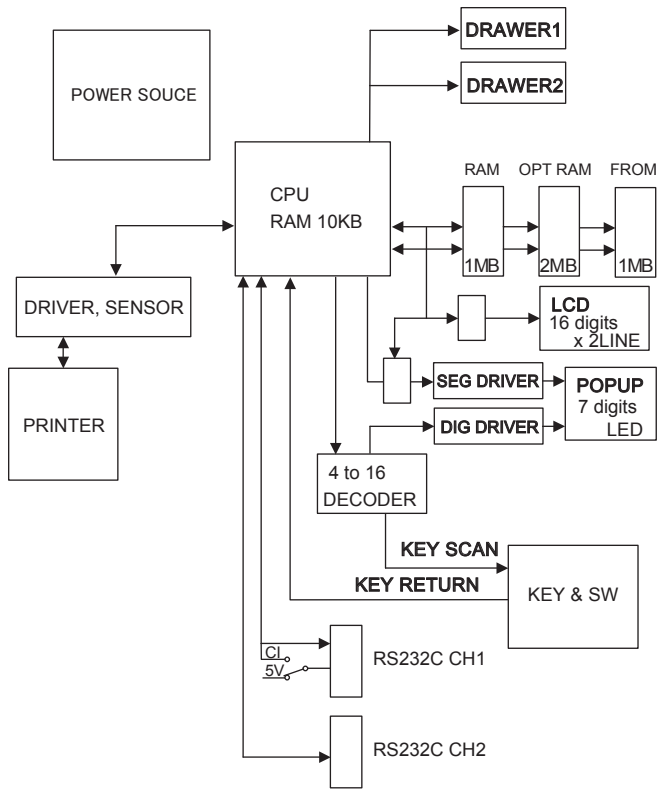 DRAWER1
DRAWER2
POWER SOUCE
CPU
RAM 10KB
RAM
OPT RAM
FROM
1MB
2MB
1MB
DRIVER, SENSOR
PRINTER
LCD
16 digits
x 2LINE
SEG DRIVER
DIG DRIVER
POPUP
7 digits
LED
4 to 16
DECODER
KEY SCAN
KEY RETURN
KEY & SW
CI
5V
RS232C CH1
RS232C CH2